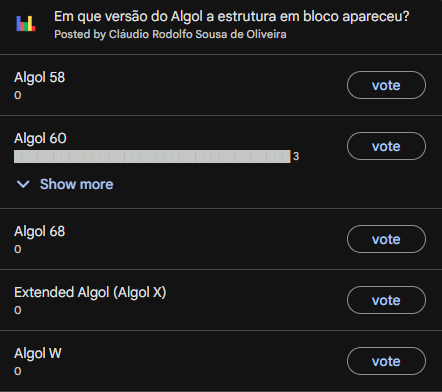 Em que versão do Algol a estrutura em bloco apareceu?
Posted by Cláudio Rodolfo Sousa de Oliveira
Algol 58
vote
0
Algol 60
vote
3
Show more
Algol 68
vote
0
Extended Algol (Algol X)
vote
0
Algol W
vote
0